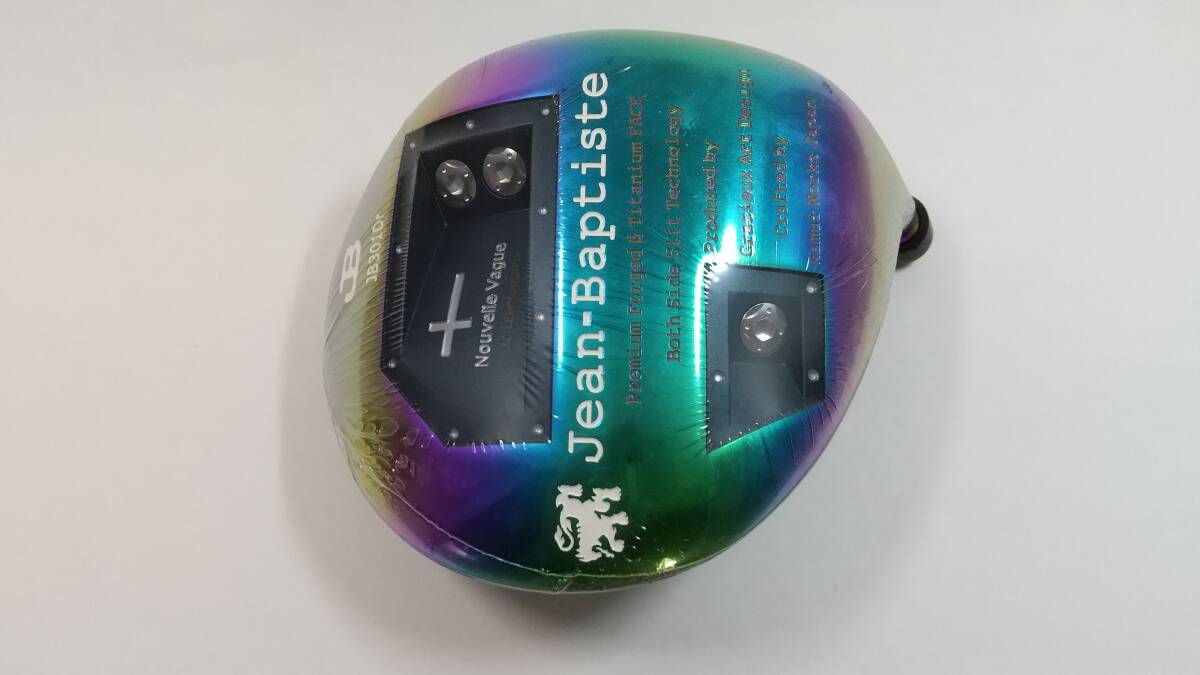 JB
JB301Dr
Nouvelle Vague
Jean-Baptiste
Premium Forged β Titanium FACE
Both Side Slit Technology
Produced by
Gracieux Art Design
Crafted by
Kamui Works Japan